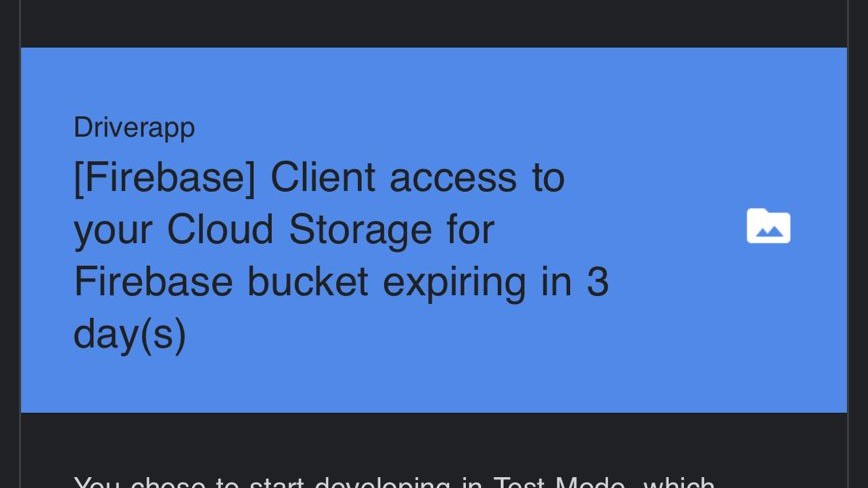 Driverapp
[Firebase] Client access to
your Cloud Storage for
Firebase bucket expiring in 3
day(s)
You chose to start developing in Test Mode, which